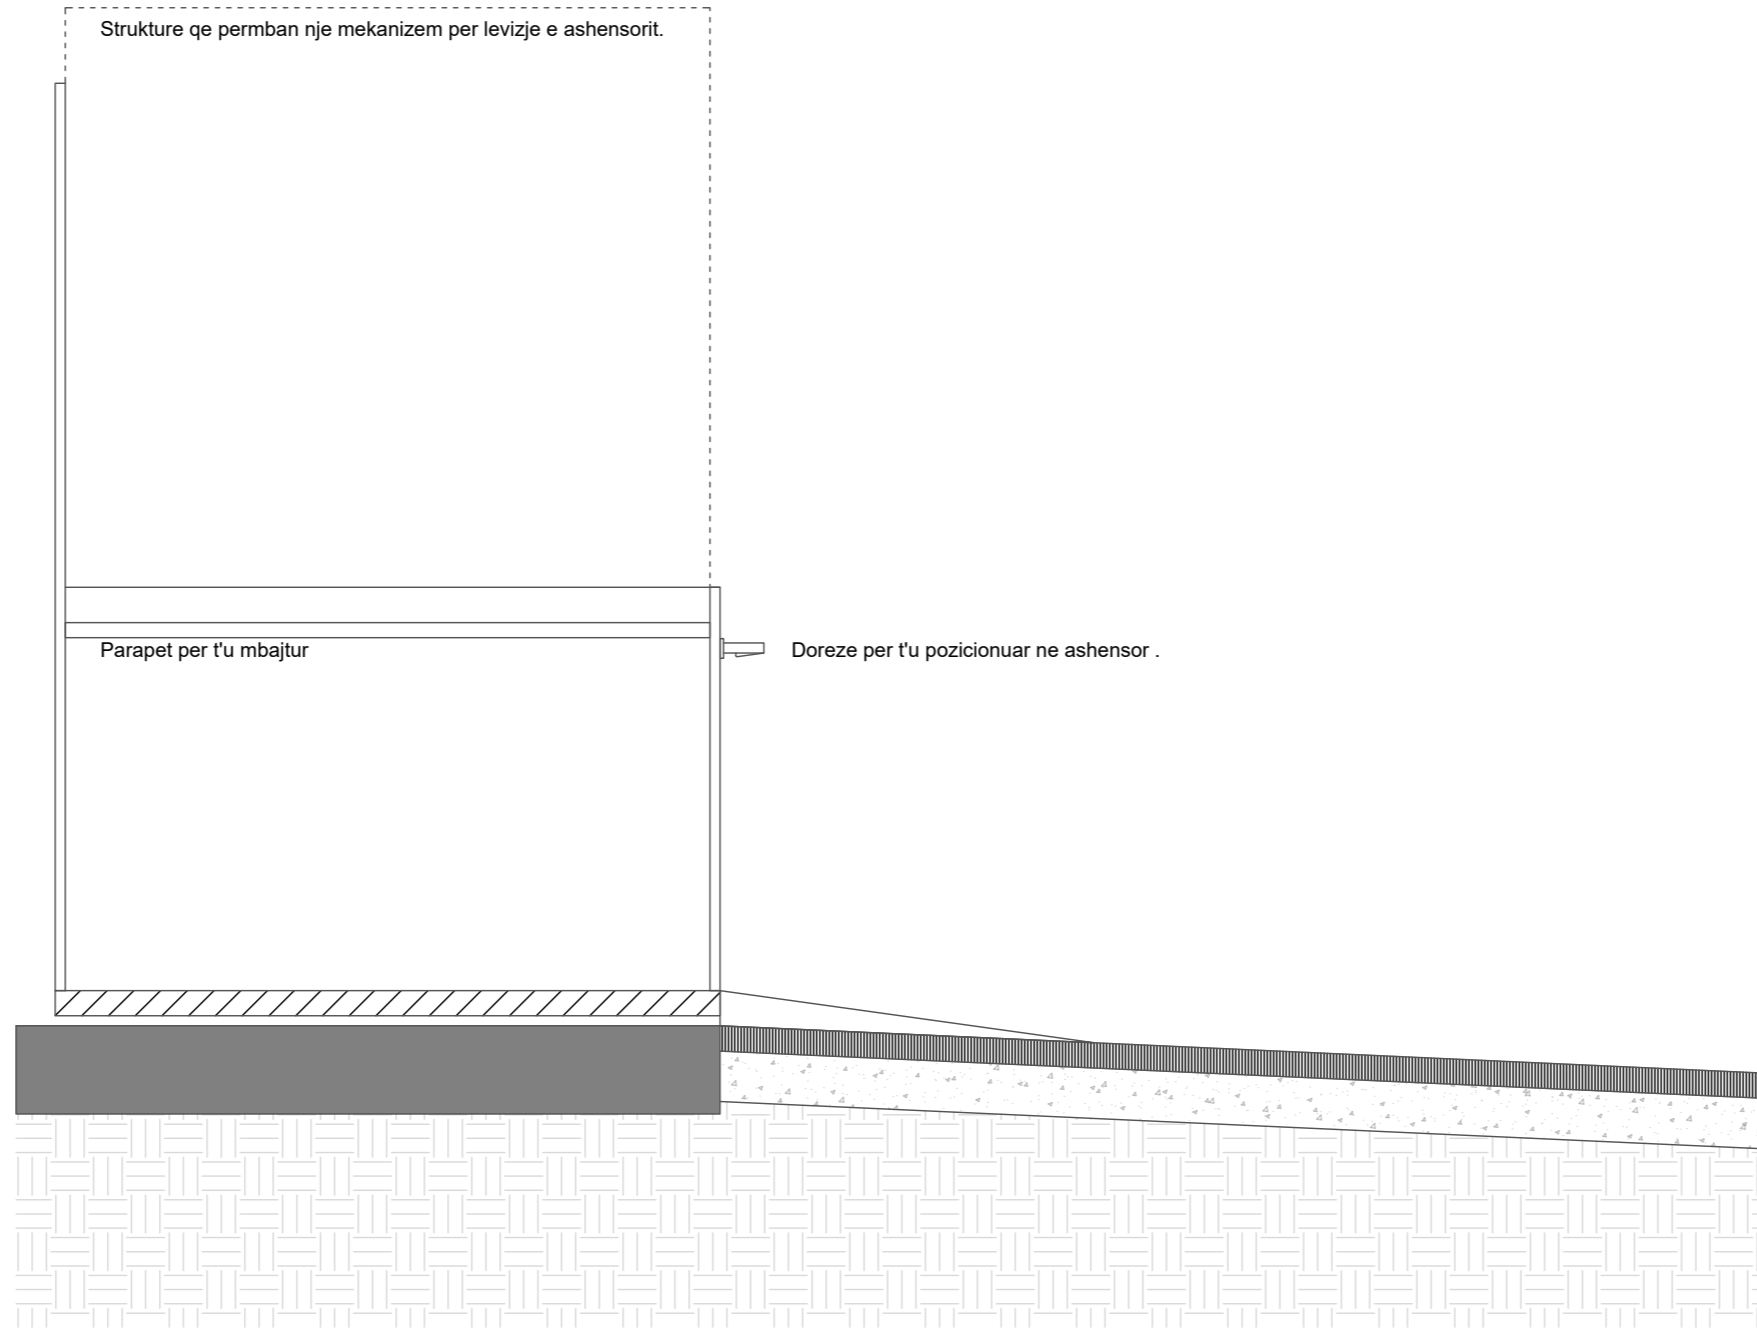 Strukture qe permban nje mekanizem per levizje e ashensorit.
Parapet per t'u mbajtur
Doreze per t'u pozicionuar ne ashensor .